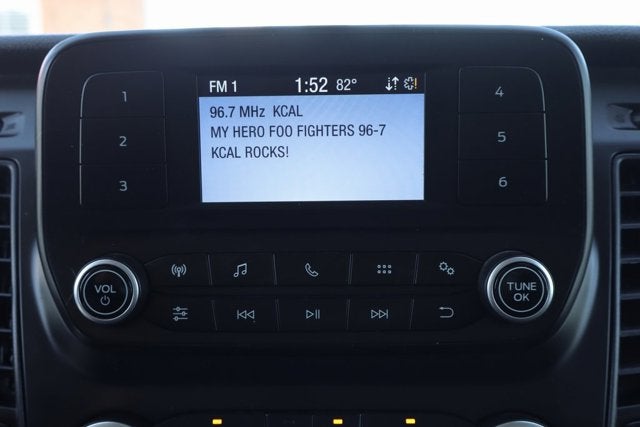 FM 1 1:52 82°
96.7 MHz KCAL
MY HERO FOO FIGHTERS 96-7
KCAL ROCKS!
1
2
3
4
5
6
VOL
TUNE
OK